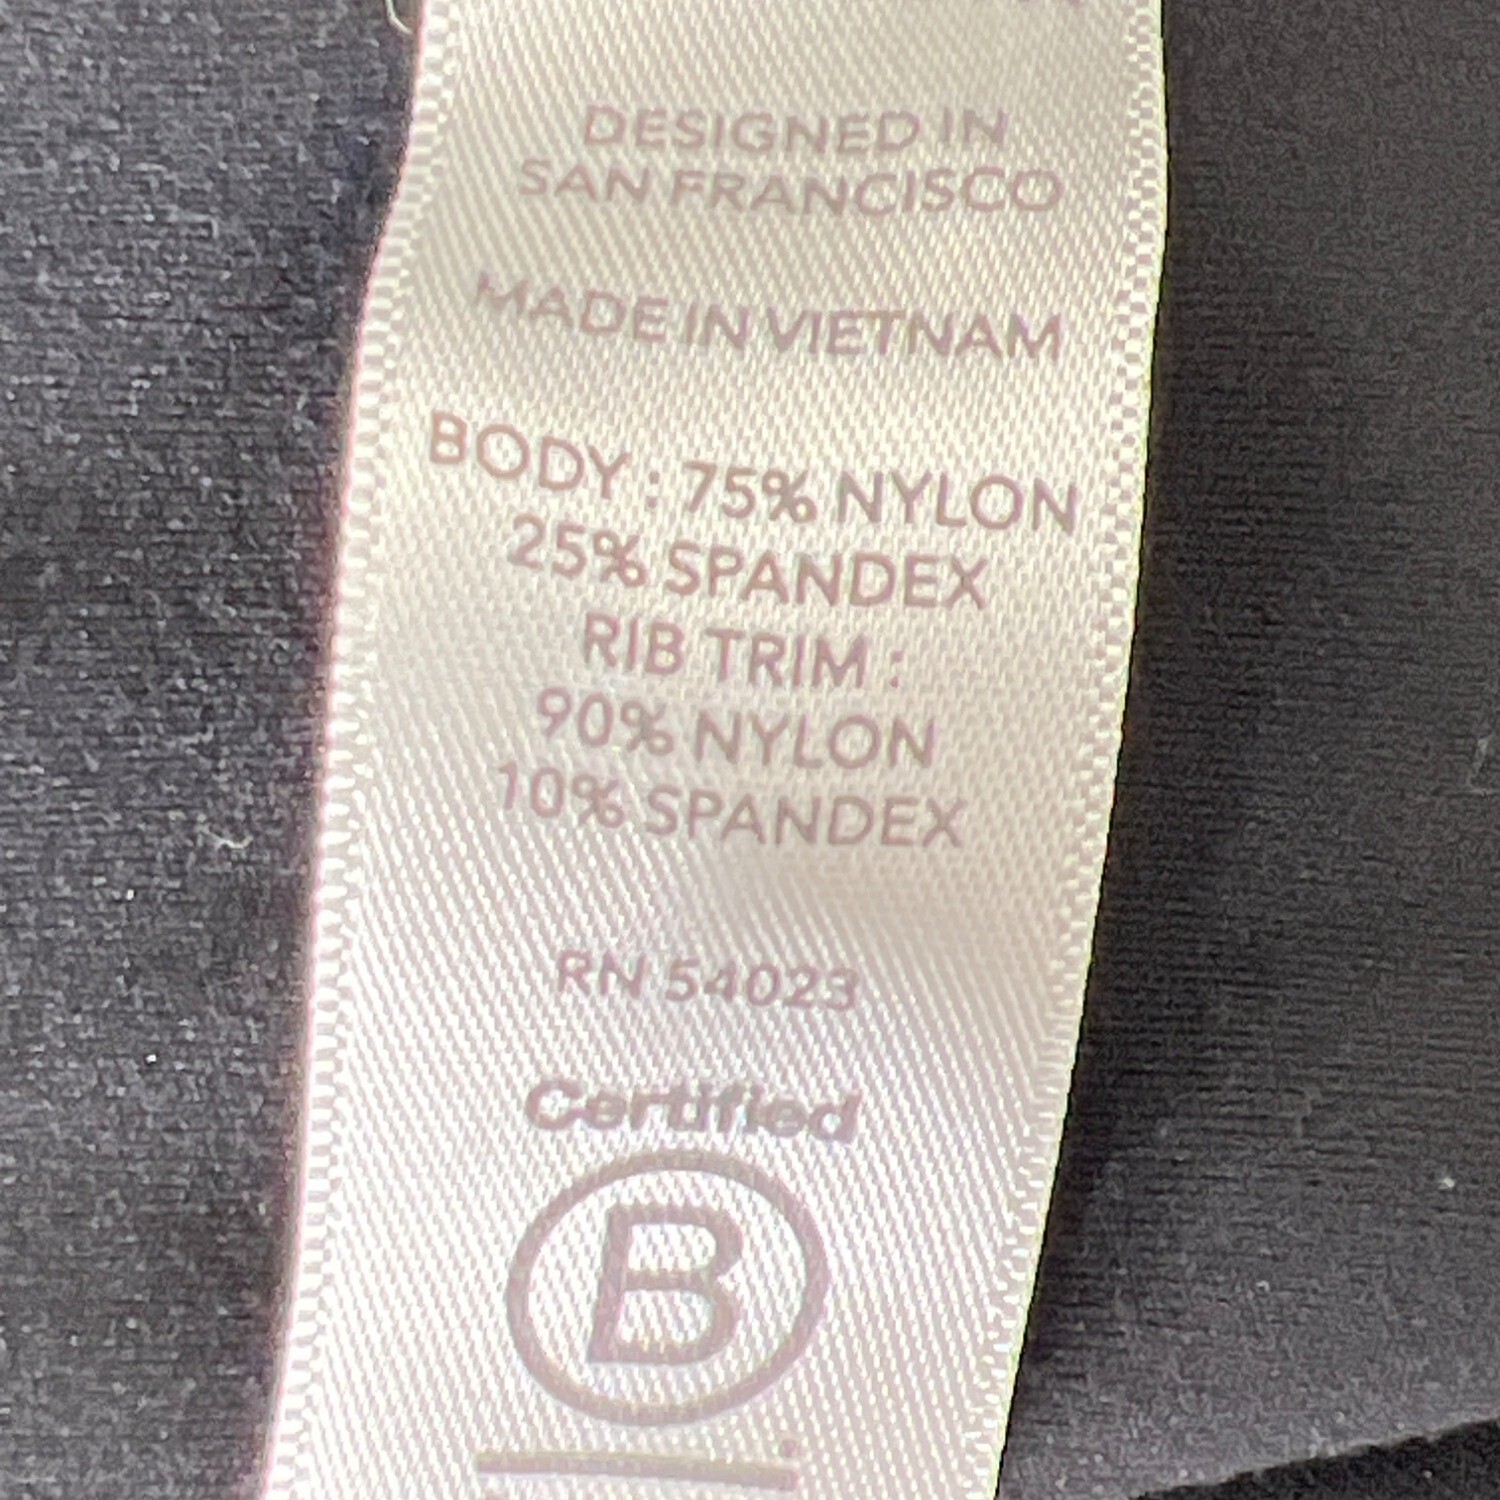 DESIGNED IN
SAN FRANCISCO
MADE IN VIETNAM
BODY : 75% NYLON
25% SPANDEX
RIB TRIM :
90% NYLON
10% SPANDEX
RN 54023
Certified
B